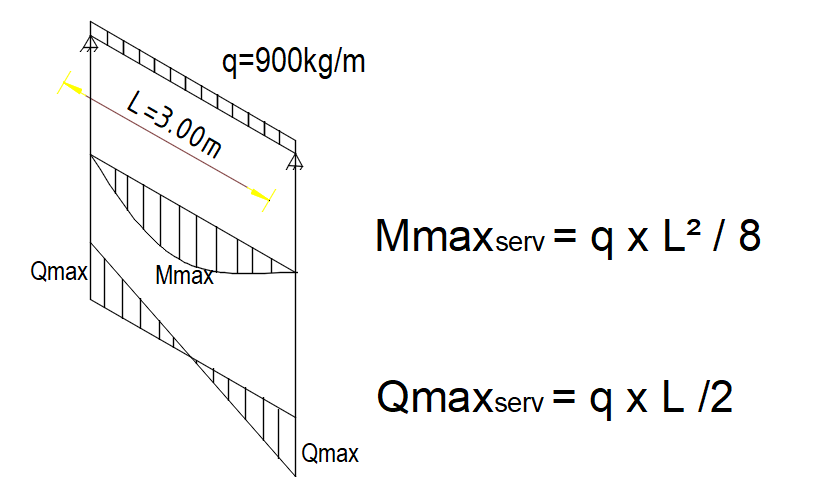 q=900kg/m
L=3.00m
Mmaxserv = q x L² / 8
Qmax
Mmax
Qmaxserv = q x L /2
Qmax